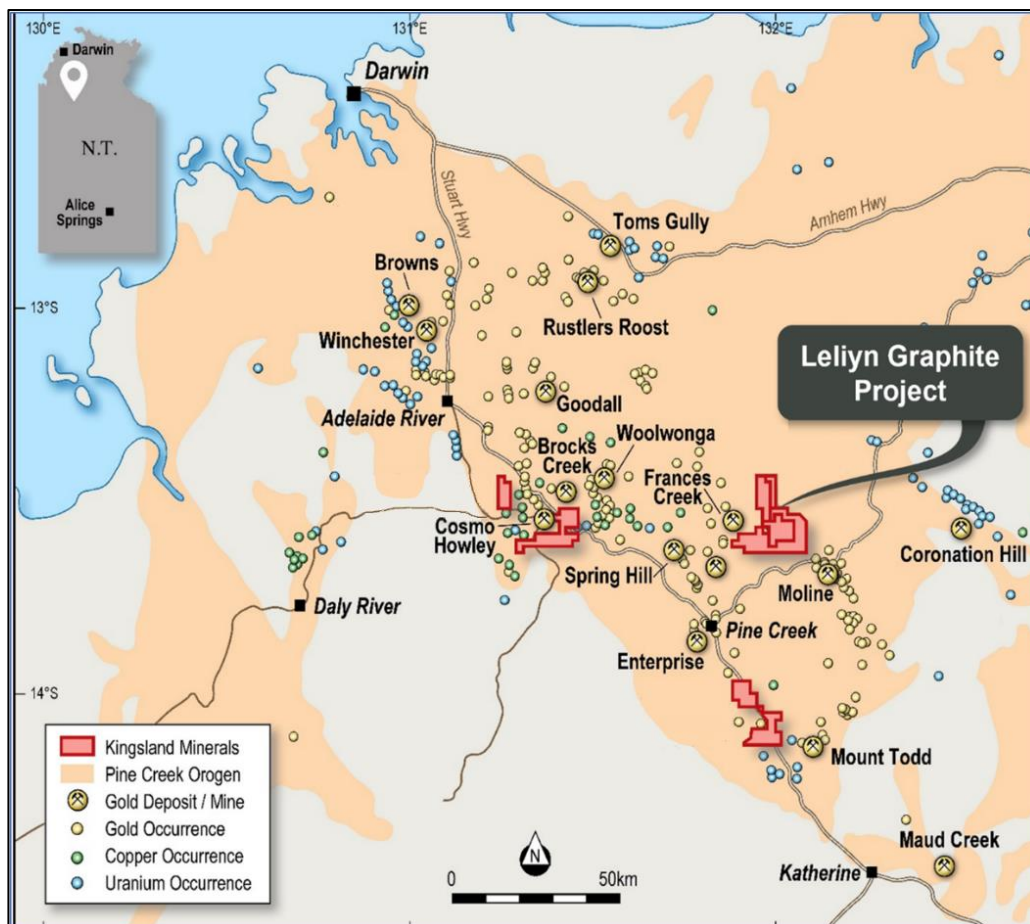 130°E
131°E
132°E
Darwin
N.T.
Alice
Springs
Darwin
Stuart Hwy
Arnhem Hwy
Toms Gully
Browns
13°S
Rustlers Roost
Winchester
Leliyn Graphite
Project
Goodall
Adelaide River
Brocks
Creek
Woolwonga
Frances
Creek
Cosmo
Howley
Coronation Hill
Spring Hill
Moline
Daly River
Pine Creek
Enterprise
14°S
Mount Todd
Kingsland Minerals
Pine Creek Orogen
Gold Deposit / Mine
Gold Occurrence
Copper Occurrence
Uranium Occurrence
N
0
50km
Maud Creek
Katherine